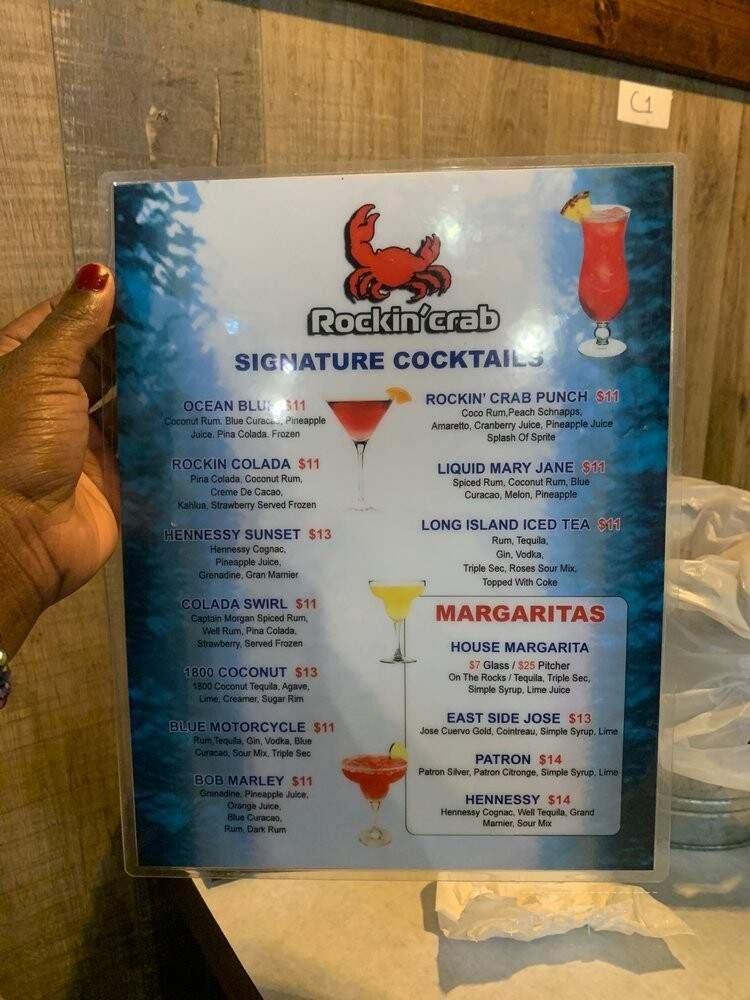 C1
Rockin'crab
SIGNATURE COCKTAILS
OCEAN BLUE $11
Coconut Rum, Blue Curacao, Pineapple
Juice, Pina Colada. Frozen
ROCKIN COLADA $11
Pina Colada, Coconut Rum,
Creme De Cacao,
Kahlua, Strawberry Served Frozen
HENNESSY SUNSET $13
Hennessy Cognac,
Pineapple Juice,
Grenadine, Gran Marnier
COLADA SWIRL $11
Captain Morgan Spiced Rum,
Well Rum, Pina Colada,
Strawberry, Served Frozen
1800 COCONUT $13
1800 Coconut Tequila, Agave,
Lime, Creamer, Sugar Rim
BLUE MOTORCYCLE $11
Rum,Tequila, Gin, Vodka, Blue
Curacao, Sour Mix, Triple Sec
BOB MARLEY $11
Grenadine, Pineapple Juice,
Orange Juice,
Blue Curacao,
Rum, Dark Rum
ROCKIN' CRAB PUNCH $11
Coco Rum,Peach Schnapps,
Amaretto, Cranberry Juice, Pineapple Juice
Splash Of Sprite
LIQUID MARY JANE $11
Spiced Rum, Coconut Rum, Blue
Curacao, Melon, Pineapple
LONG ISLAND ICED TEA $11
Rum, Tequila,
Gin, Vodka,
Triple Sec, Roses Sour Mix,
Topped With Coke
MARGARITAS
HOUSE MARGARITA
$7 Glass / $25 Pitcher
On The Rocks / Tequila, Triple Sec,
Simple Syrup, Lime Juice
EAST SIDE JOSE $13
Jose Cuervo Gold, Cointreau, Simple Syrup, Lime
PATRON $14
Patron Silver, Patron Citronge, Simple Syrup, Lime
HENNESSY $14
Hennessy Cognac, Well Tequila, Grand
Marnier, Sour Mix